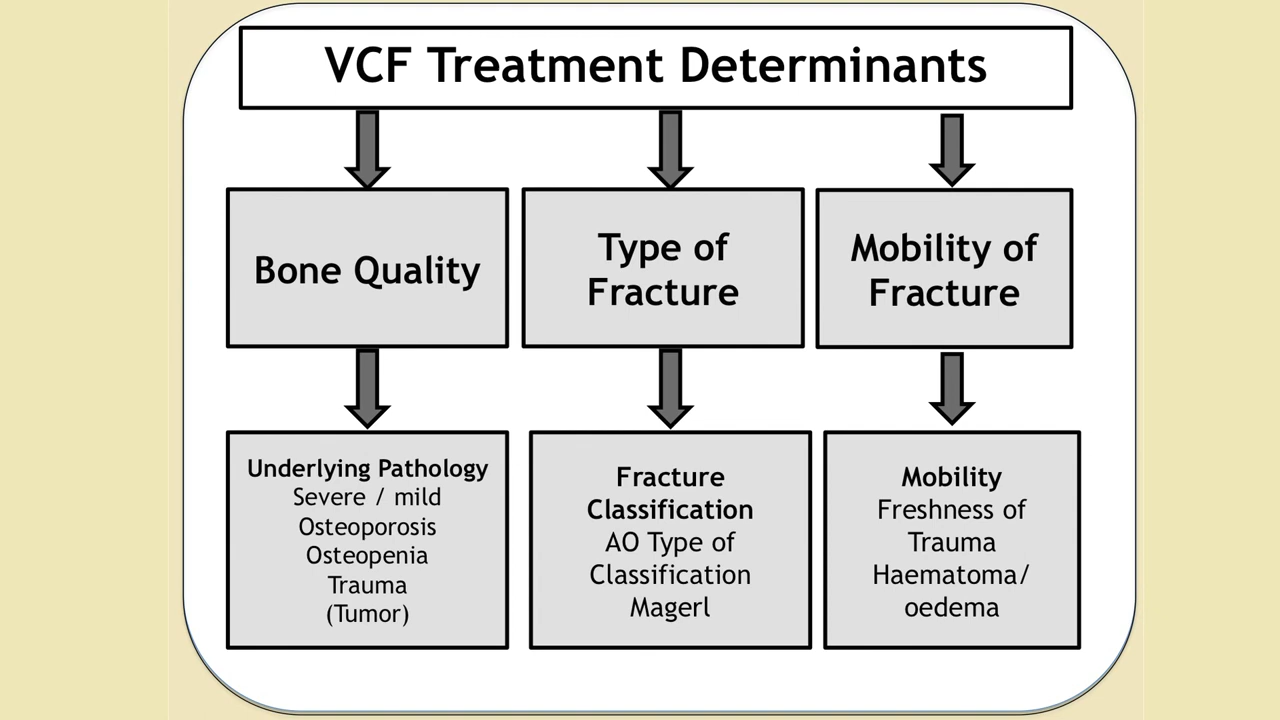 VCF Treatment Determinants
Bone Quality
Type of
Fracture
Mobility of
Fracture
Underlying Pathology
Severe / mild
Osteoporosis
Osteopenia
Trauma
(Tumor)
Fracture
Classification
AO Type of
Classification
Magerl
Mobility
Freshness of
Trauma
Haematoma/
oedema